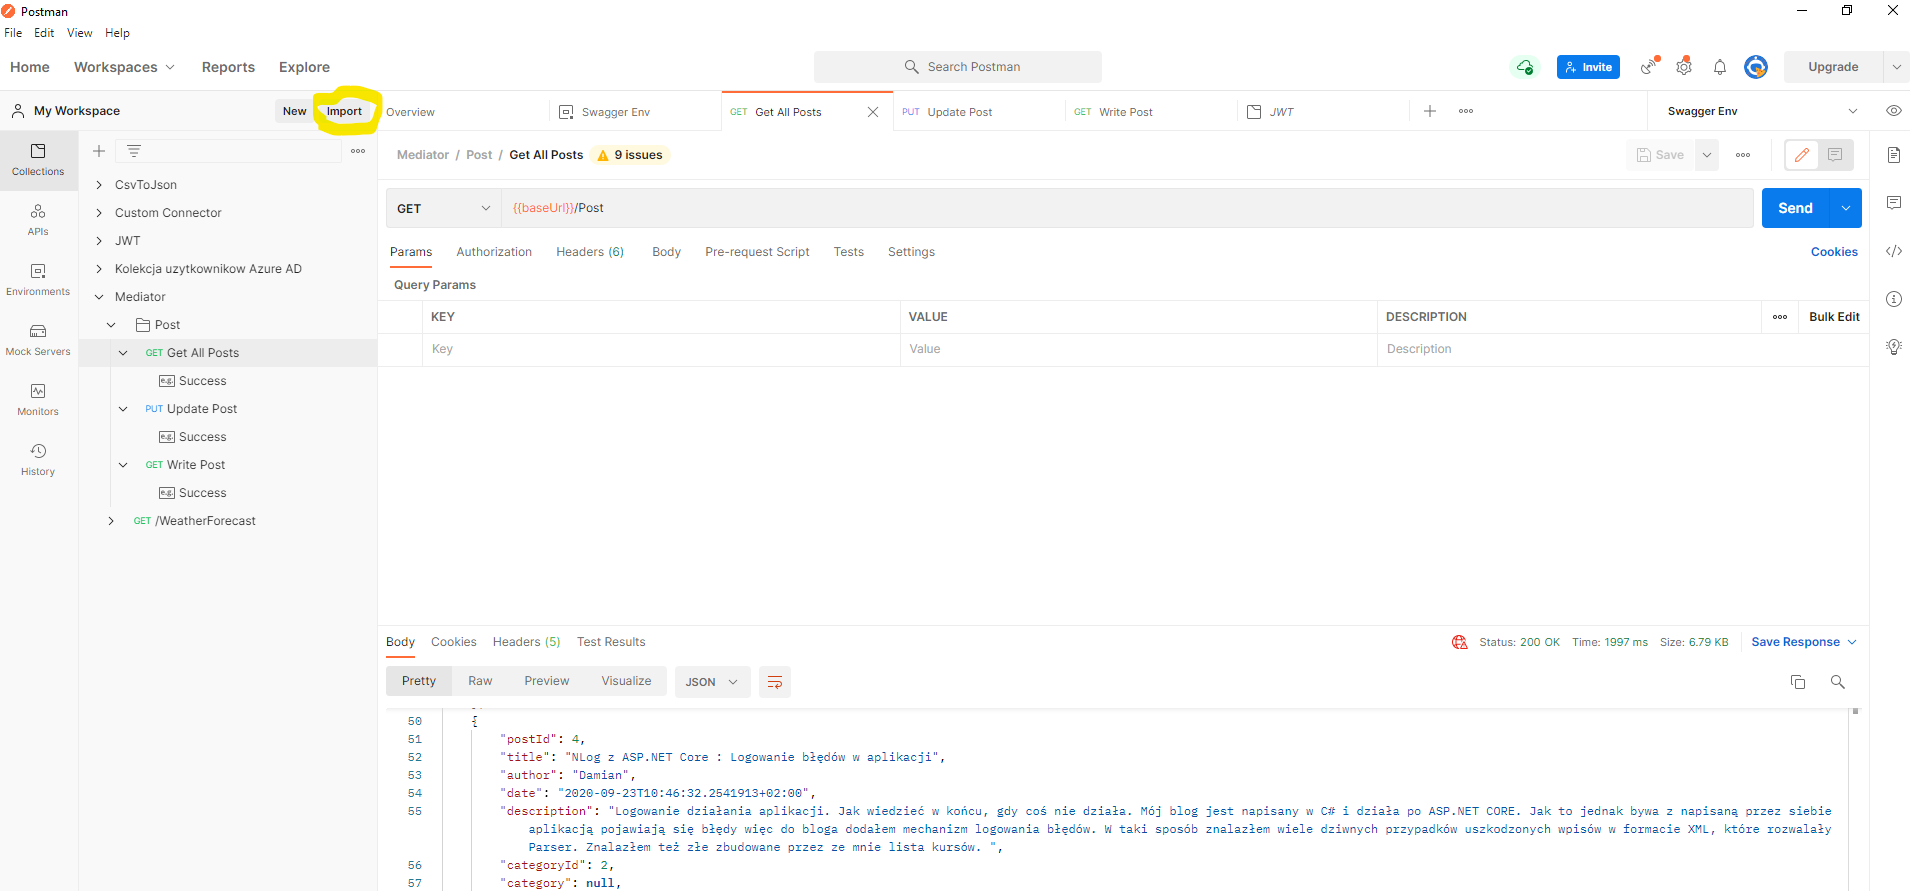 Postman
File Edit View Help
Home Workspaces Reports Explore Search Postman Invite Upgrade
My Workspace New Import Overview Swagger Env GET Get All Posts PUT Update Post GET Write Post JWT Swagger Env
Collections
APIs
Environments
Mock Servers
Monitors
History
CsvToJson
Custom Connector
JWT
Kolekcja uzytkownikow Azure AD
Mediator
Post
GET Get All Posts
e.g. Success
PUT Update Post
e.g. Success
GET Write Post
e.g. Success
GET /WeatherForecast
Mediator / Post / Get All Posts 9 issues Save
GET {{baseUrl}}/Post Send
Params Authorization Headers (6) Body Pre-request Script Tests Settings Cookies
Query Params
KEY VALUE DESCRIPTION Bulk Edit
Key Value Description
Body Cookies Headers (5) Test Results Status: 200 OK Time: 1997 ms Size: 6.79 KB Save Response
Pretty Raw Preview Visualize JSON
50 {
51 "postId": 4,
52 "title": "NLog z ASP.NET Core : Logowanie błędów w aplikacji",
53 "author": "Damian",
54 "date": "2020-09-23T10:46:32.2541913+02:00",
55 "description": "Logowanie działania aplikacji. Jak wiedzieć w końcu, gdy coś nie działa. Mój blog jest napisany w C# i działa po ASP.NET CORE. Jak to jednak bywa z napisaną przez siebie
aplikacją pojawiają się błędy więc do bloga dodałem mechanizm logowania błędów. W taki sposób znalazłem wiele dziwnych przypadków uszkodzonych wpisów w formacie XML, które rozwalały
Parser. Znalazłem też złe zbudowane przez ze mnie lista kursów. ",
56 "categoryId": 2,
57 "category": null,